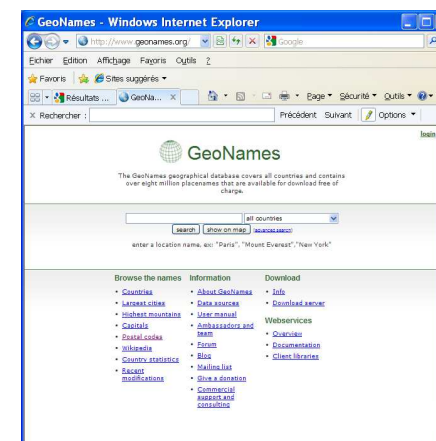 GeoNames - Windows Internet Explorer
http://www.geonames.org/
Google
Fichier Edition Affichage Favoris Outils ?
Favoris Sites suggérés
Résultats ... GeoNa... X Page Sécurité Outils
X Rechercher : Précédent Suivant Options
login
GeoNames
The GeoNames geographical database covers all countries and contains
over eight million placenames that are available for download free of
charge.
all countries
search show on map [advanced search]
enter a location name. ex: "Paris", "Mount Everest","New York"
Browse the names Information Download
• Countries • About GeoNames • Info
• Largest cities • Data sources • Download server
• Highest mountains • User manual
• Capitals • Ambassadors and team Webservices
• Postal codes • Forum • Overview
• Wikipedia • Blog • Documentation
• Country statistics • Mailing list • Client libraries
• Recent modifications • Give a donation
• Commercial support and consulting